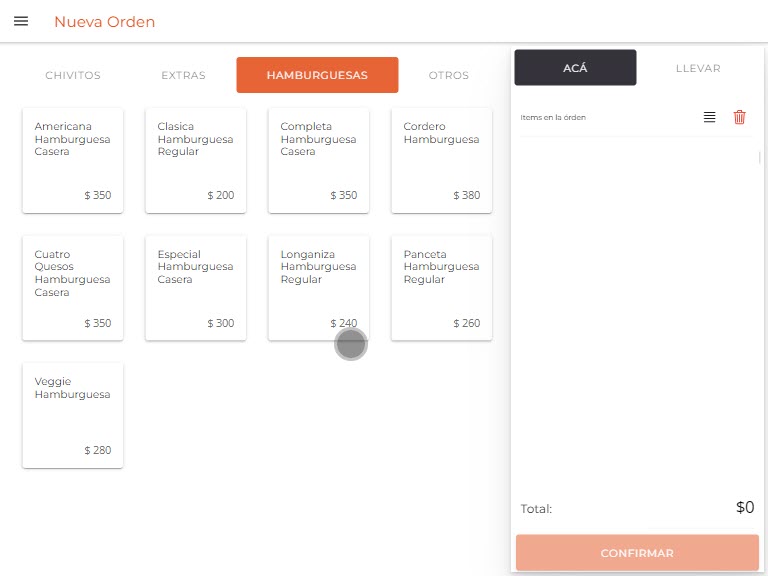 Nueva Orden
CHIVITOS
EXTRAS
HAMBURGUESAS
OTROS
Americana
Hamburguesa
Casera
$ 350
Clasica
Hamburguesa
Regular
$ 200
Completa
Hamburguesa
Casera
$ 350
Cordero
Hamburguesa
$ 380
Cuatro
Quesos
Hamburguesa
Casera
$ 350
Especial
Hamburguesa
Casera
$ 300
Longaniza
Hamburguesa
Regular
$ 240
Panceta
Hamburguesa
Regular
$ 260
Veggie
Hamburguesa
$ 280
ACÁ
LLEVAR
Items en la órden
Total:
$0
CONFIRMAR